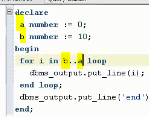 declare
a number := 0;
b number := 10;
begin
for i in b..a loop
dbms_output.put_line(i);
end loop;
dbms_output.put_line('end')
end;